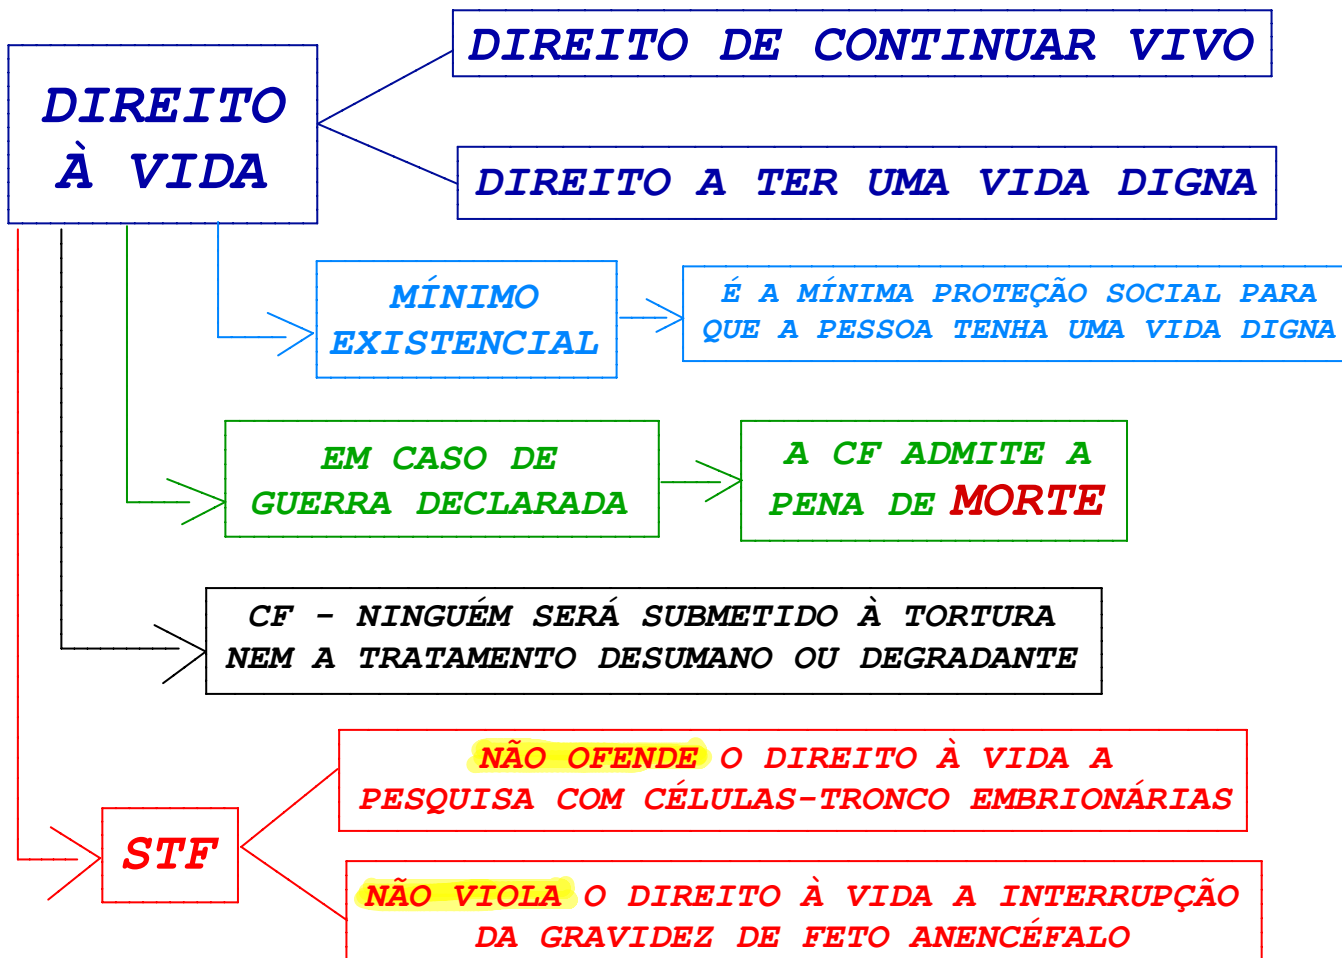 DIREITO
À VIDA
DIREITO DE CONTINUAR VIVO
DIREITO A TER UMA VIDA DIGNA
MÍNIMO
EXISTENCIAL
É A MÍNIMA PROTEÇÃO SOCIAL PARA
QUE A PESSOA TENHA UMA VIDA DIGNA
EM CASO DE
GUERRA DECLARADA
A CF ADMITE A
PENA DE MORTE
CF - NINGUÉM SERÁ SUBMETIDO À TORTURA
NEM A TRATAMENTO DESUMANO OU DEGRADANTE
STF
NÃO OFENDE O DIREITO À VIDA A
PESQUISA COM CÉLULAS-TRONCO EMBRIONÁRIAS
NÃO VIOLA O DIREITO À VIDA A INTERRUPÇÃO
DA GRAVIDEZ DE FETO ANENCÉFALO